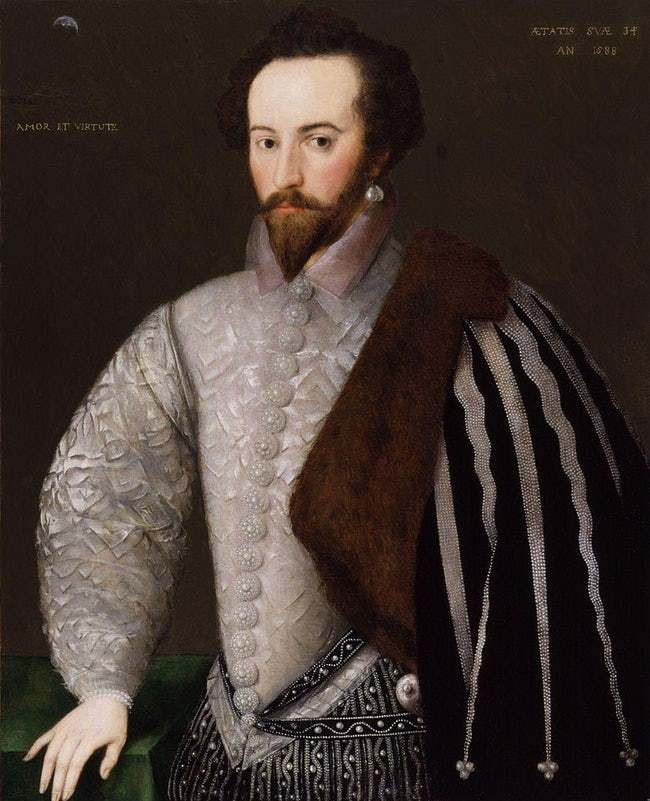 AMOR ET VIRTUTE
ÆTATIS SVÆ 34
AN 1588